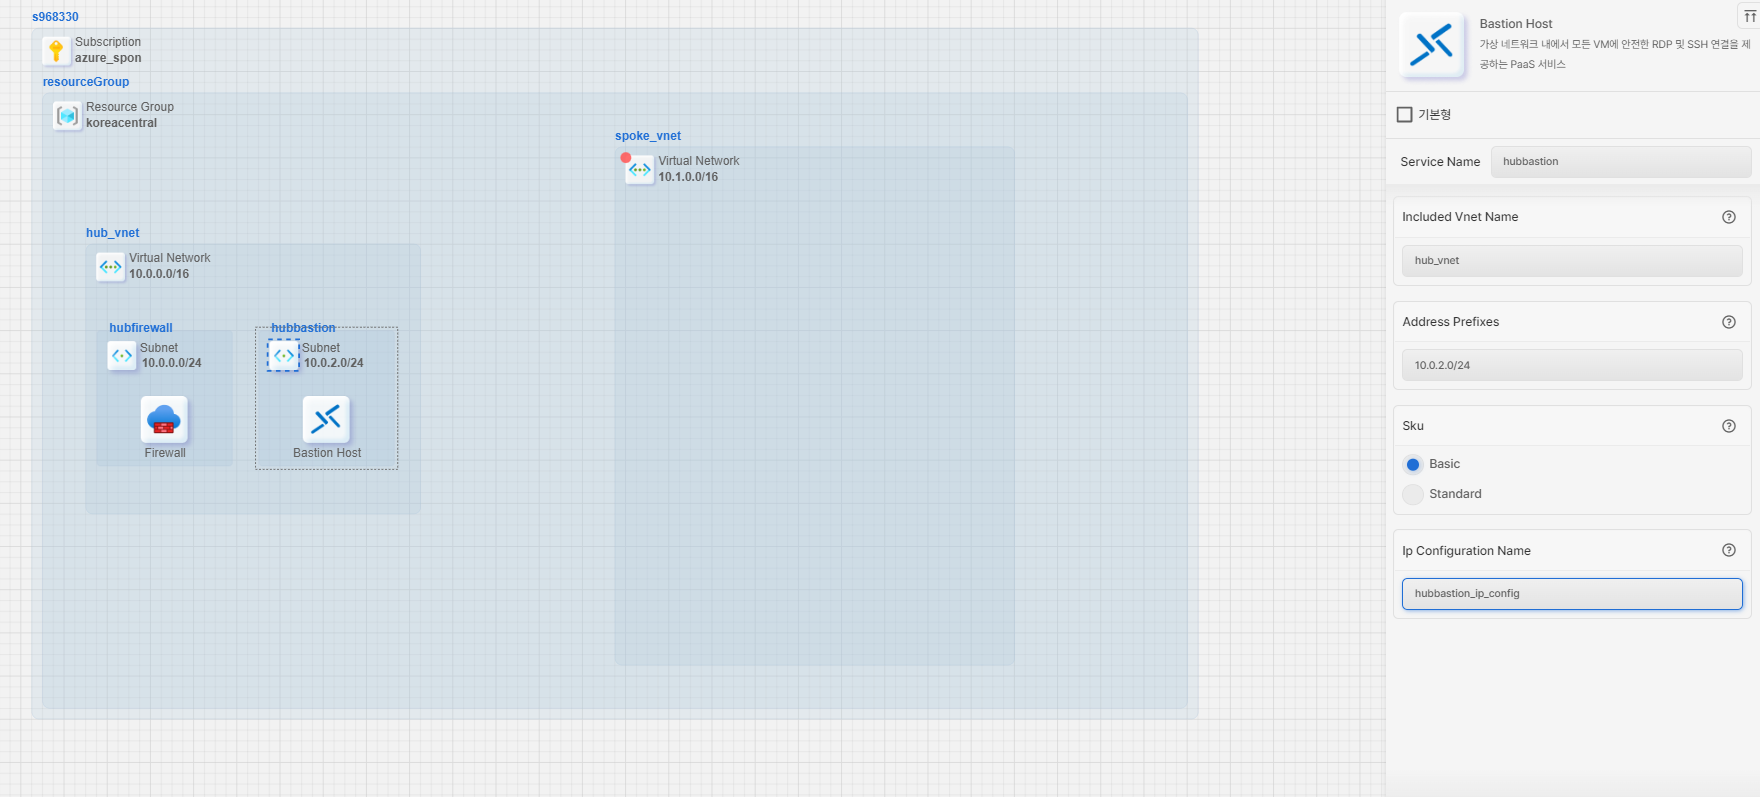 s968330
Subscription
azure_spon
resourceGroup
Resource Group
koreacentral
hub_vnet
Virtual Network
10.0.0.0/16
hubfirewall
Subnet
10.0.0.0/24
Firewall
hubbastion
Subnet
10.0.2.0/24
Bastion Host
spoke_vnet
Virtual Network
10.1.0.0/16
Bastion Host
가상 네트워크 내에서 모든 VM에 안전한 RDP 및 SSH 연결을 제
공하는 PaaS 서비스
기본형
Service Name
hubbastion
Included Vnet Name
hub_vnet
Address Prefixes
10.0.2.0/24
Sku
Basic
Standard
Ip Configuration Name
hubbastion_ip_config